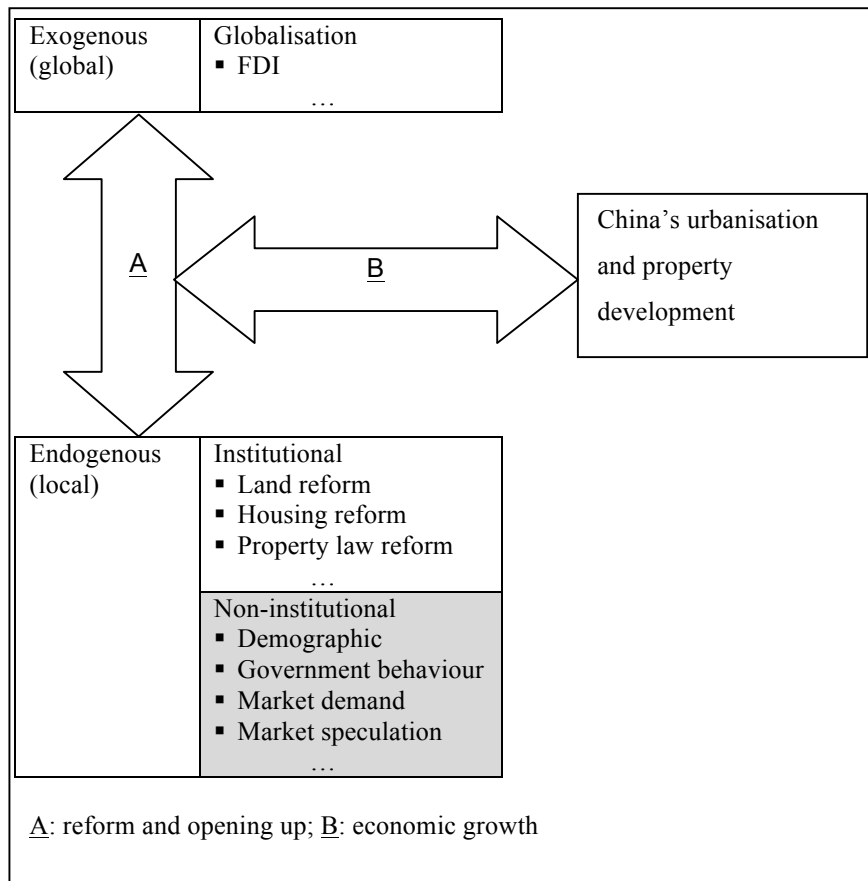 Exogenous
(global)
Globalisation
▪ FDI
…
A
B
China’s urbanisation
and property
development
Endogenous
(local)
Institutional
▪ Land reform
▪ Housing reform
▪ Property law reform
…
Non-institutional
▪ Demographic
▪ Government behaviour
▪ Market demand
▪ Market speculation
…
A: reform and opening up; B: economic growth